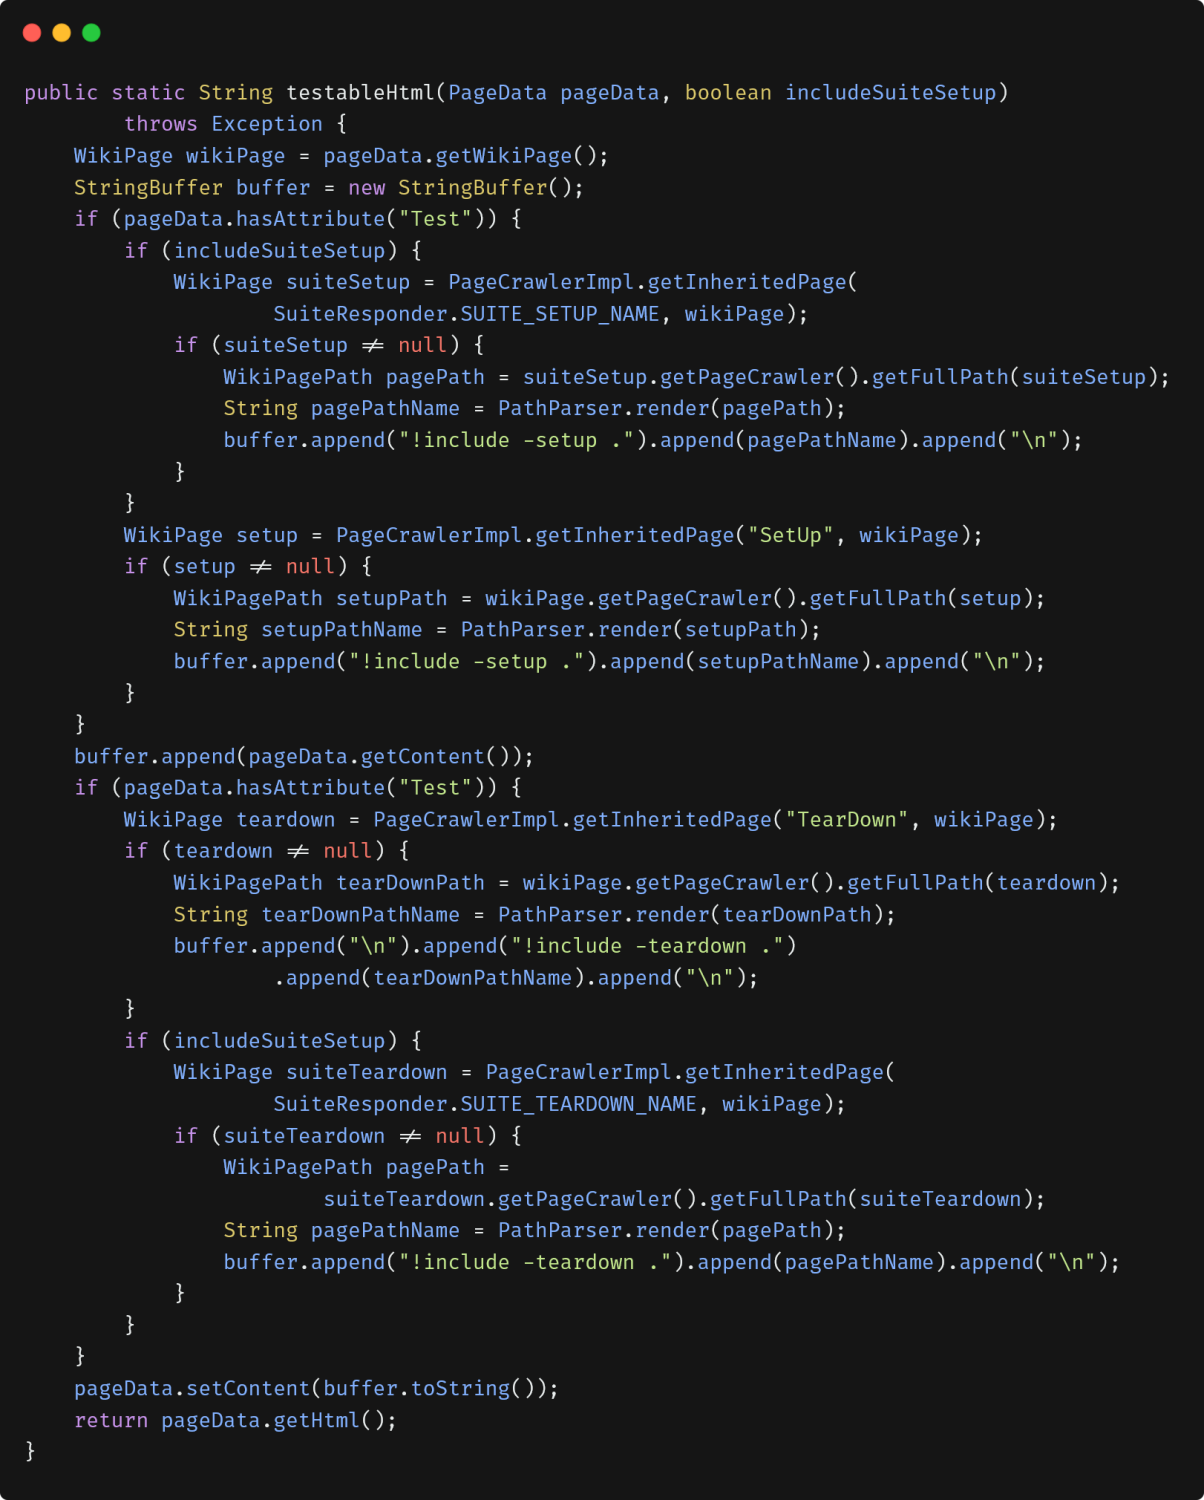 public static String testableHtml(PageData pageData, boolean includeSuiteSetup)
        throws Exception {
    WikiPage wikiPage = pageData.getWikiPage();
    StringBuffer buffer = new StringBuffer();
    if (pageData.hasAttribute("Test")) {
        if (includeSuiteSetup) {
            WikiPage suiteSetup = PageCrawlerImpl.getInheritedPage(
                    SuiteResponder.SUITE_SETUP_NAME, wikiPage);
            if (suiteSetup != null) {
                WikiPagePath pagePath = suiteSetup.getPageCrawler().getFullPath(suiteSetup);
                String pagePathName = PathParser.render(pagePath);
                buffer.append("!include -setup .").append(pagePathName).append("\n");
            }
        }
        WikiPage setup = PageCrawlerImpl.getInheritedPage("SetUp", wikiPage);
        if (setup != null) {
            WikiPagePath setupPath = wikiPage.getPageCrawler().getFullPath(setup);
            String setupPathName = PathParser.render(setupPath);
            buffer.append("!include -setup .").append(setupPathName).append("\n");
        }
    }
    buffer.append(pageData.getContent());
    if (pageData.hasAttribute("Test")) {
        WikiPage teardown = PageCrawlerImpl.getInheritedPage("TearDown", wikiPage);
        if (teardown != null) {
            WikiPagePath tearDownPath = wikiPage.getPageCrawler().getFullPath(teardown);
            String tearDownPathName = PathParser.render(tearDownPath);
            buffer.append("\n").append("!include -teardown .")
                    .append(tearDownPathName).append("\n");
        }
        if (includeSuiteSetup) {
            WikiPage suiteTeardown = PageCrawlerImpl.getInheritedPage(
                    SuiteResponder.SUITE_TEARDOWN_NAME, wikiPage);
            if (suiteTeardown != null) {
                WikiPagePath pagePath =
                        suiteTeardown.getPageCrawler().getFullPath(suiteTeardown);
                String pagePathName = PathParser.render(pagePath);
                buffer.append("!include -teardown .").append(pagePathName).append("\n");
            }
        }
    }
    pageData.setContent(buffer.toString());
    return pageData.getHtml();
}